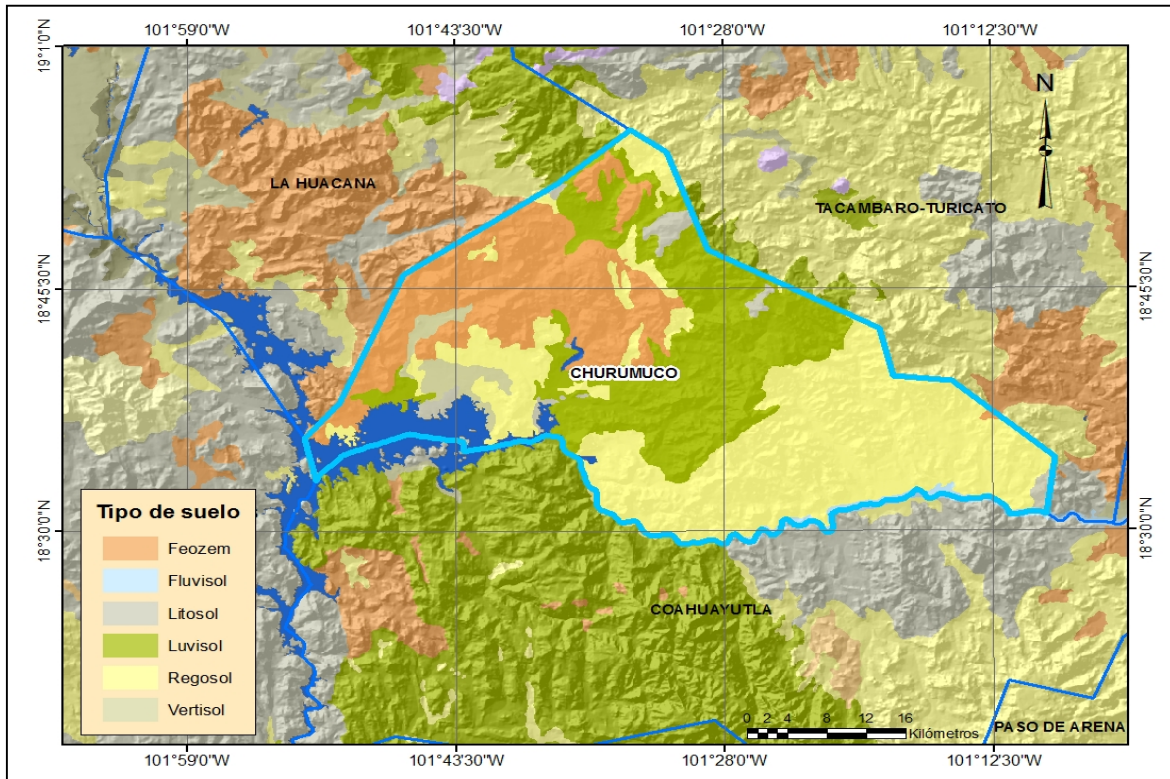 101°59'0"W 101°43'30"W 101°28'0"W 101°12'30"W
19°1'0"N
N
LA HUACANA
TACAMBARO-TURICATO
18°45'30"N 18°45'30"N
CHURUMUCO
Tipo de suelo
Feozem
Fluvisol
Litosol
Luvisol
Regosol
Vertisol
18°30'0"N 18°30'0"N
COAHUAYUTLA
0 2 4 8 12 16
Kilómetros
PASO DE ARENA
101°59'0"W 101°43'30"W 101°28'0"W 101°12'30"W